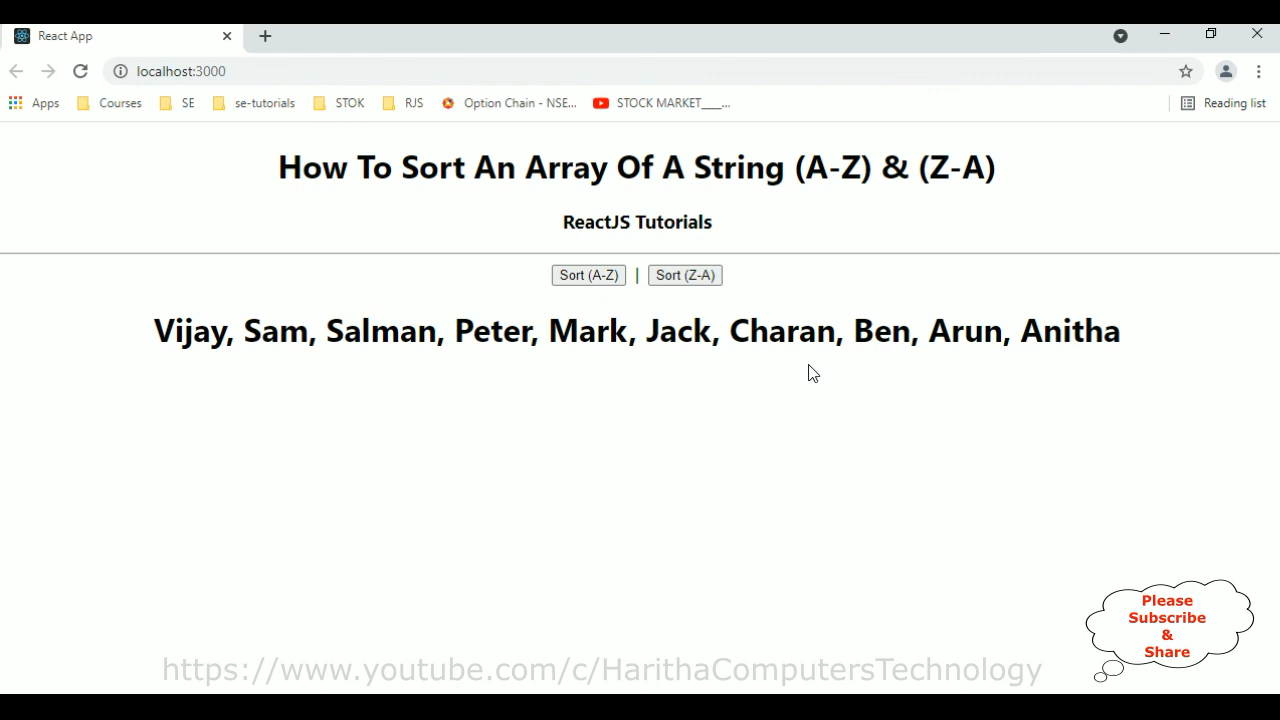 React App
localhost:3000
Apps Courses SE se-tutorials STOK RJS Option Chain - NSE... STOCK MARKET___... Reading list
How To Sort An Array Of A String (A-Z) & (Z-A)
ReactJS Tutorials
Sort (A-Z) | Sort (Z-A)
Vijay, Sam, Salman, Peter, Mark, Jack, Charan, Ben, Arun, Anitha
Please
Subscribe
&
Share
https://www.youtube.com/c/HarithaComputersTechnology